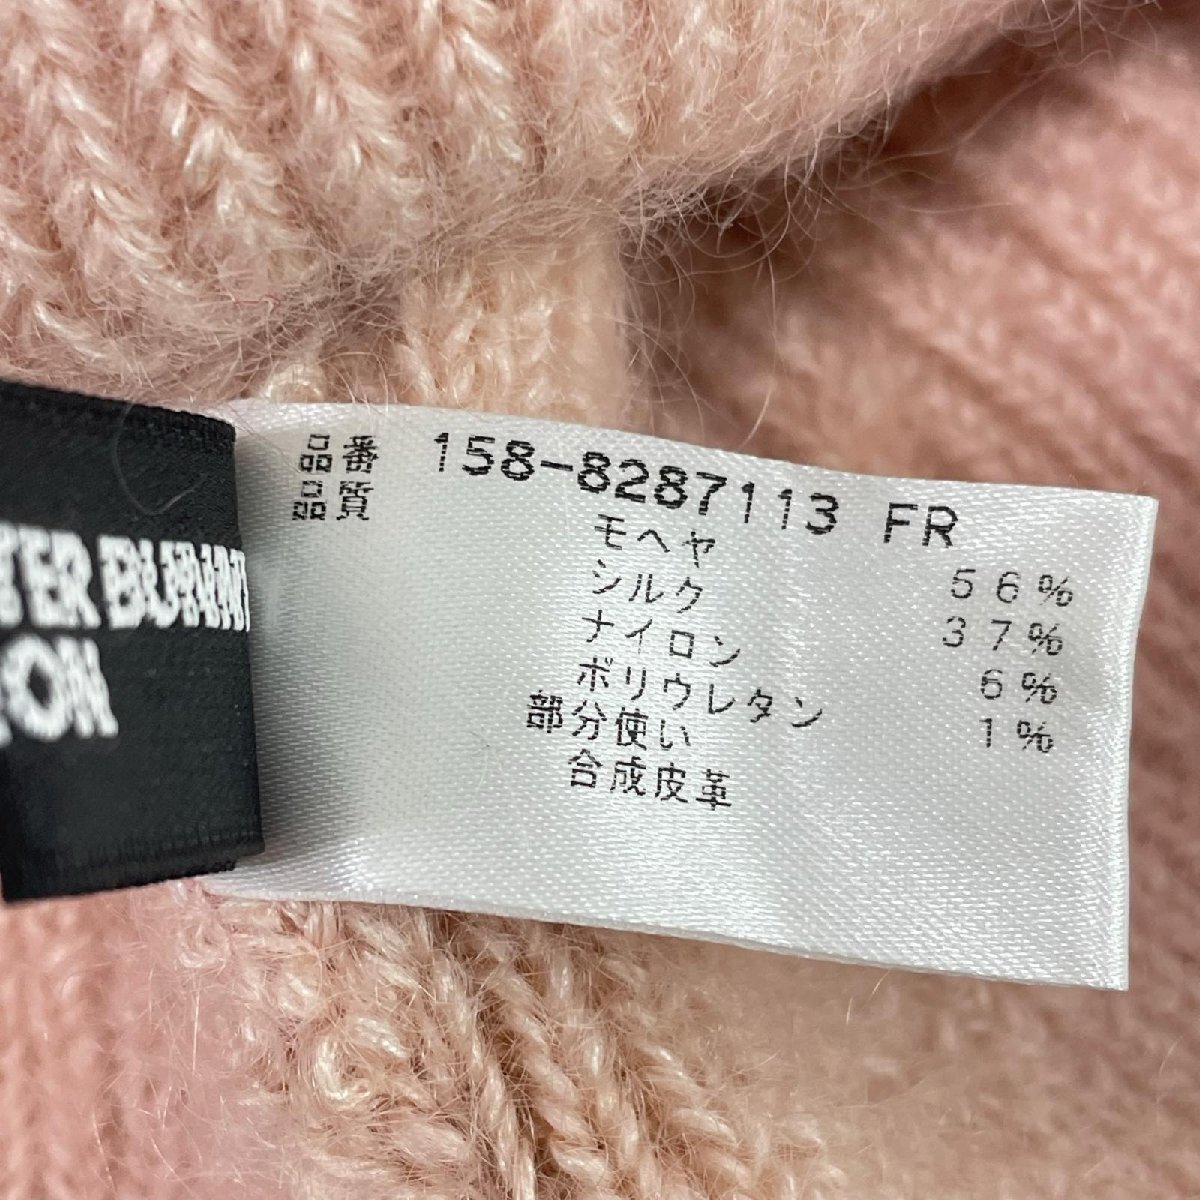 品番 158-8287113 FR
品質
モヘヤ 56%
シルク 37%
ナイロン 6%
ポリウレタン 1%
部分使い
合成皮革
ON